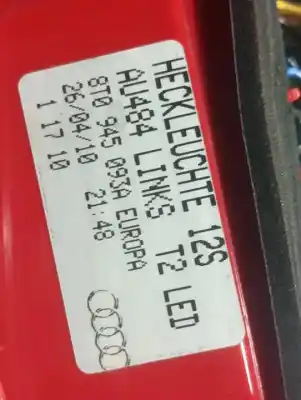 HECKLEUCHTE 12S
AU484 LINKS T2 LED
8T0 945 093A EUROPA
26/04/10 21:48
1 17 10